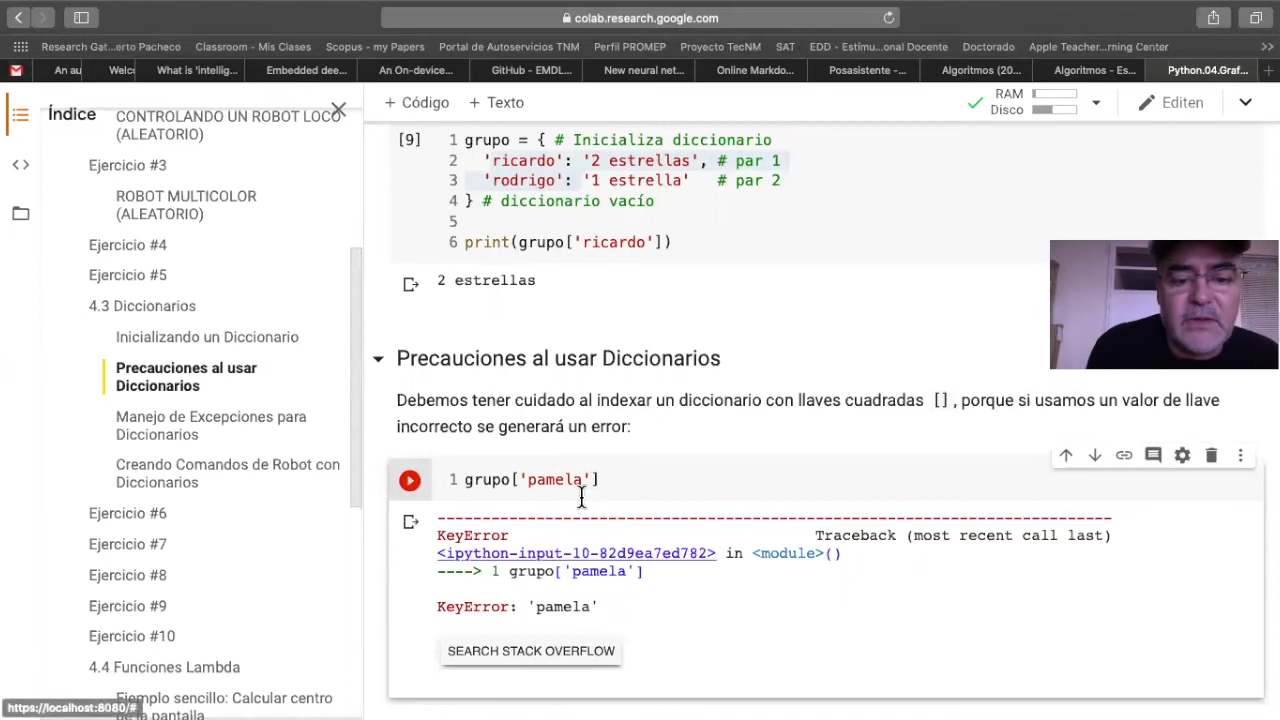 colab.research.google.com
Research Gat...erto Pacheco
Classroom - Mis Clases
Scopus - my Papers
Portal de Autoservicios TNM
Perfil PROMEP
Proyecto TecNM
SAT
EDD - Estímu...onal Docente
Doctorado
Apple Teacher...rning Center
>>
An au
Welc
What is 'intellig...
Embedded dee...
An On-device...
GitHub - EMDL...
New neural net...
Online Markdo...
Posasistente -...
Algoritmos (20...
Algoritmos - Es...
Python.04.Graf...
Índice
CONTROLANDO UN ROBOT LOCO
(ALEATORIO)
Ejercicio #3
ROBOT MULTICOLOR
(ALEATORIO)
Ejercicio #4
Ejercicio #5
4.3 Diccionarios
Inicializando un Diccionario
Precauciones al usar
Diccionarios
Manejo de Excepciones para
Diccionarios
Creando Comandos de Robot con
Diccionarios
Ejercicio #6
Ejercicio #7
Ejercicio #8
Ejercicio #9
Ejercicio #10
4.4 Funciones Lambda
Ejemplo sencillo: Calcular centro
de la pantalla
https://localhost:8080/#
+ Código + Texto
RAM
Disco
Editen
[9] 1 grupo = { # Inicializa diccionario
2 'ricardo': '2 estrellas', # par 1
3 'rodrigo': '1 estrella' # par 2
4 } # diccionario vacío
5
6 print(grupo['ricardo'])
2 estrellas
Precauciones al usar Diccionarios
Debemos tener cuidado al indexar un diccionario con llaves cuadradas [], porque si usamos un valor de llave
incorrecto se generará un error:
1 grupo['pamela']
---------------------------------------------------------------------------
KeyError Traceback (most recent call last)
<ipython-input-10-82d9ea7ed782> in <module>()
----> 1 grupo['pamela']
KeyError: 'pamela'
SEARCH STACK OVERFLOW